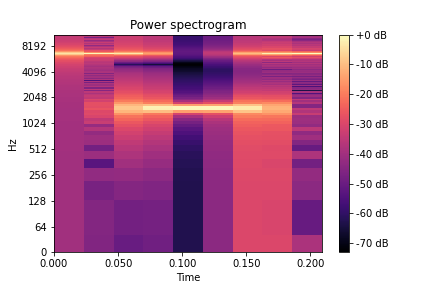 Power spectrogram
8192
4096
2048
1024
512
256
128
64
0
Hz
0.000 0.050 0.100 0.150 0.200
Time
+0 dB
-10 dB
-20 dB
-30 dB
-40 dB
-50 dB
-60 dB
-70 dB